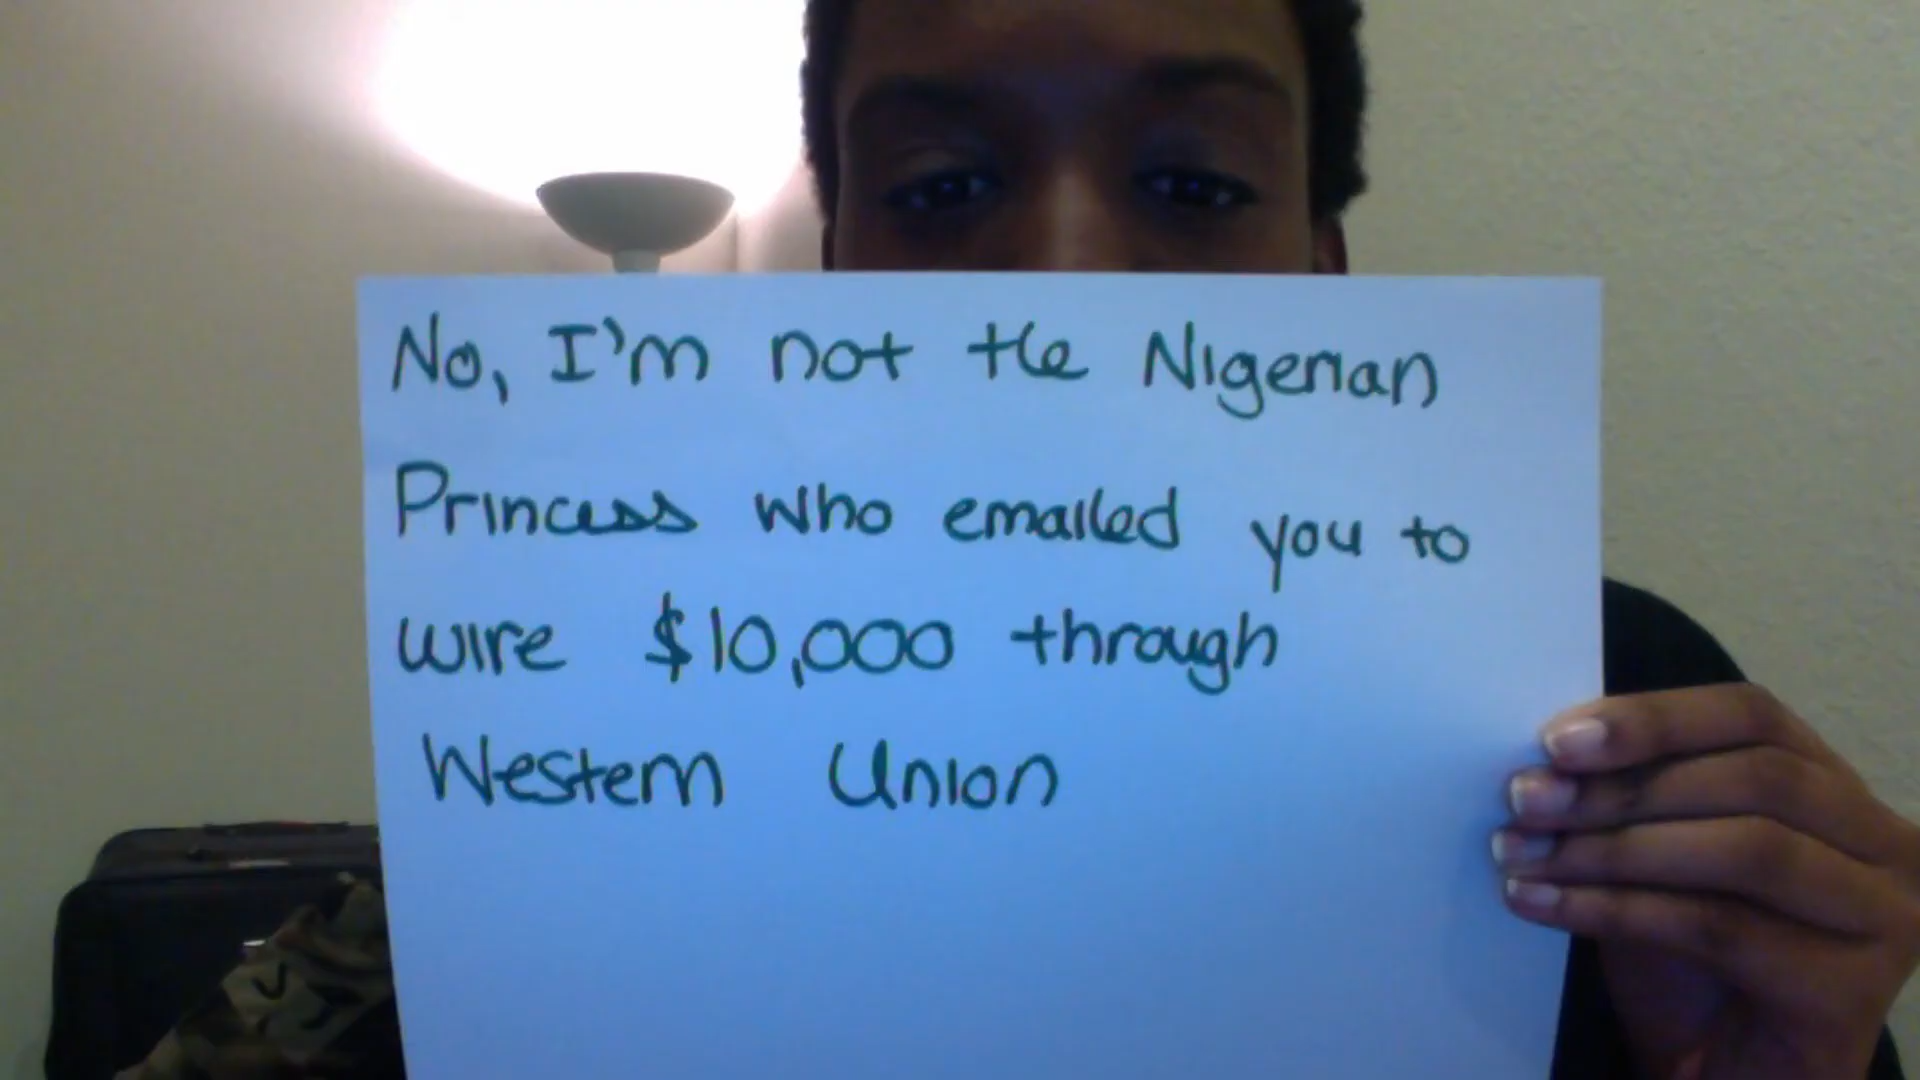 No, I'm not the Nigerian
Princess who emailed you to
wire $10,000 through
Western Union